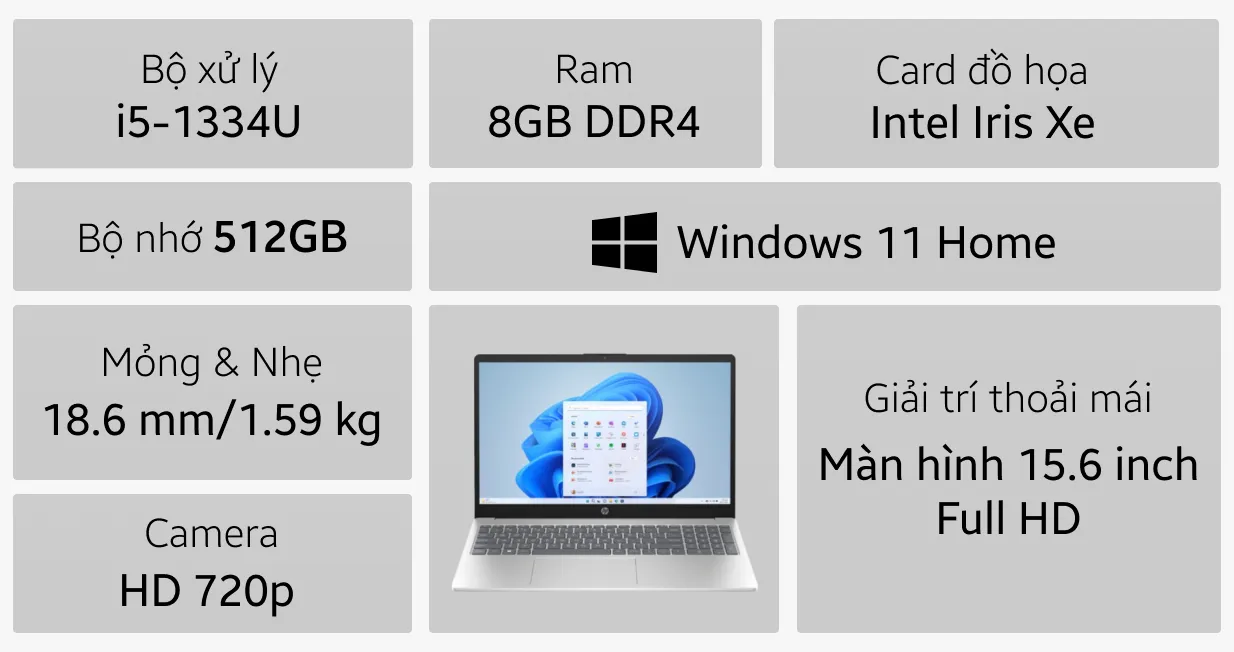 Bộ xử lý
i5-1334U
Ram
8GB DDR4
Card đồ họa
Intel Iris Xe
Bộ nhớ 512GB
Windows 11 Home
Mỏng & Nhẹ
18.6 mm/1.59 kg
Giải trí thoải mái
Màn hình 15.6 inch
Full HD
Camera
HD 720p
hp